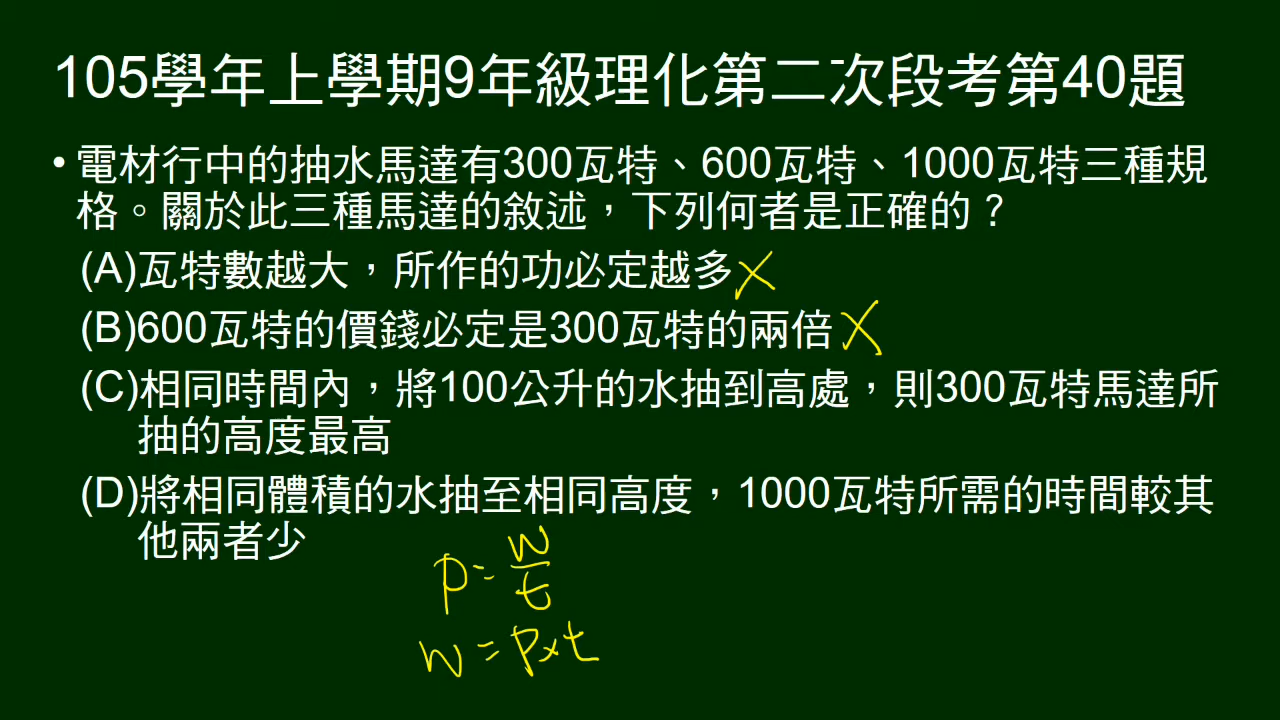 105學年上學期9年級理化第二次段考第40題
• 電材行中的抽水馬達有300瓦特、600瓦特、1000瓦特三種規
格。關於此三種馬達的敘述，下列何者是正確的？
(A)瓦特數越大，所作的功必定越多X
(B)600瓦特的價錢必定是300瓦特的兩倍X
(C)相同時間內，將100公升的水抽到高處，則300瓦特馬達所
抽的高度最高
(D)將相同體積的水抽至相同高度，1000瓦特所需的時間較其
他兩者少
P=W/t
W=P×t